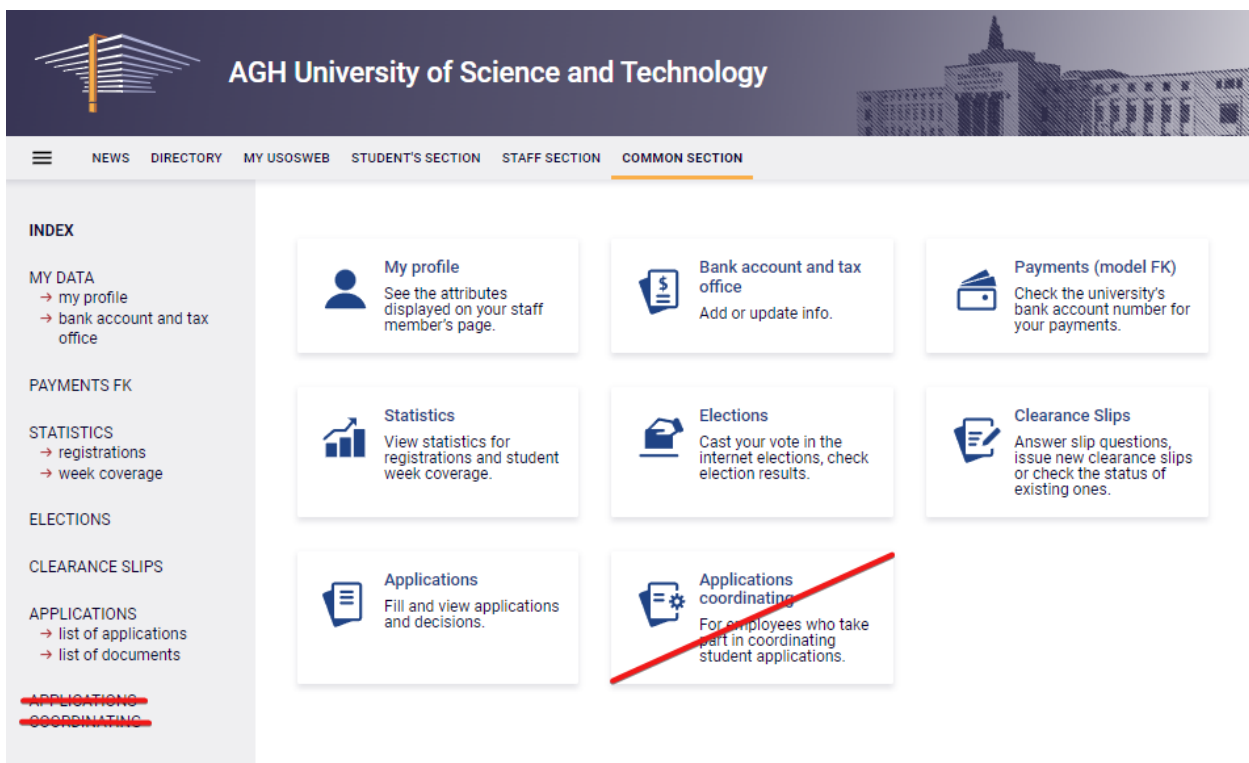 AGH University of Science and Technology
NEWS DIRECTORY MY USOSWEB STUDENT'S SECTION STAFF SECTION COMMON SECTION
INDEX
MY DATA
→ my profile
→ bank account and tax
office
PAYMENTS FK
STATISTICS
→ registrations
→ week coverage
ELECTIONS
CLEARANCE SLIPS
APPLICATIONS
→ list of applications
→ list of documents
APPLICATIONS
COORDINATING
My profile
See the attributes
displayed on your staff
member's page.
Bank account and tax
office
Add or update info.
Payments (model FK)
Check the university's
bank account number for
your payments.
Statistics
View statistics for
registrations and student
week coverage.
Elections
Cast your vote in the
internet elections, check
election results.
Clearance Slips
Answer slip questions,
issue new clearance slips
or check the status of
existing ones.
Applications
Fill and view applications
and decisions.
Applications
coordinating
For employees who take
part in coordinating
student applications.